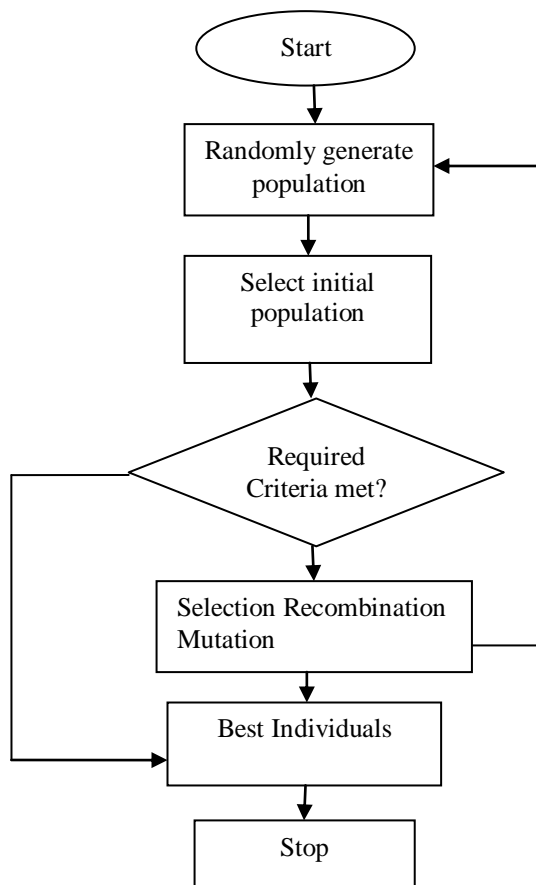 Start
Randomly generate
population
Select initial
population
Required
Criteria met?
Selection Recombination
Mutation
Best Individuals
Stop